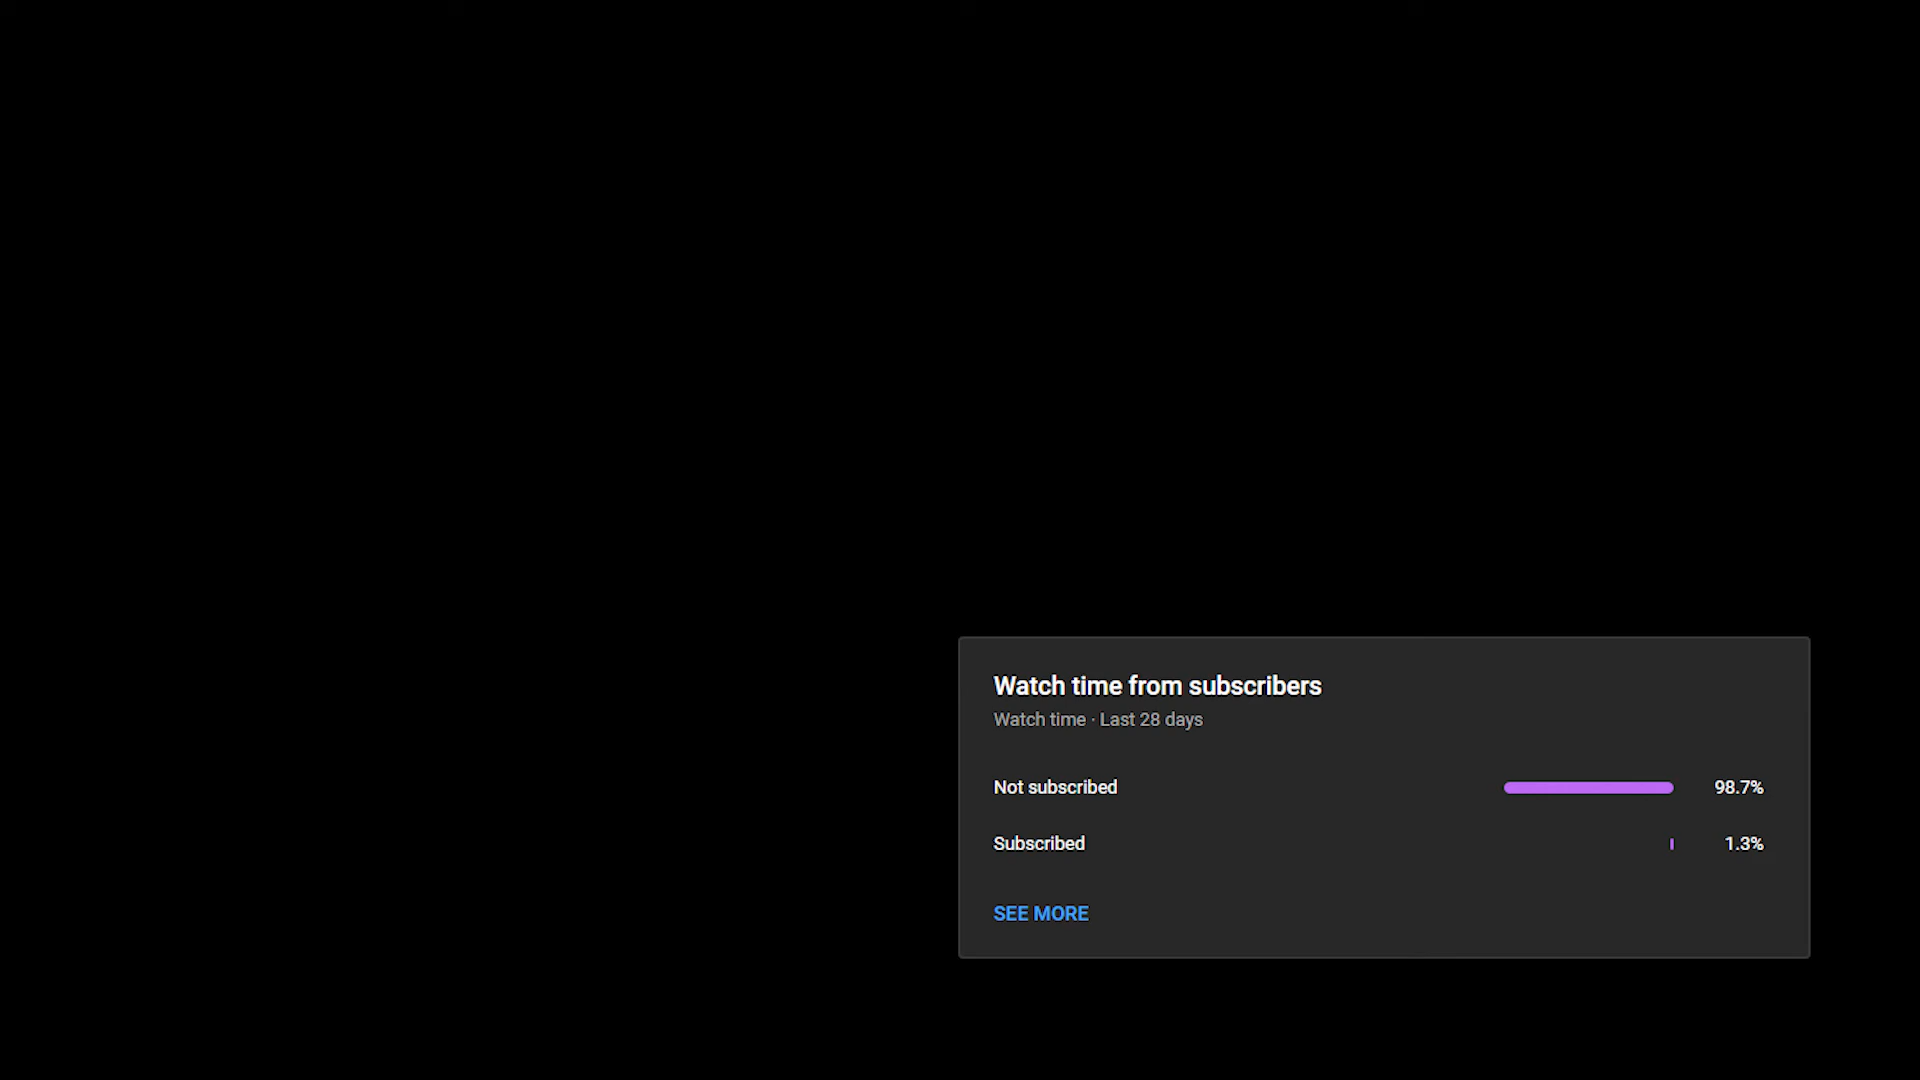 Watch time from subscribers
Watch time · Last 28 days
Not subscribed 98.7%
Subscribed 1.3%
SEE MORE